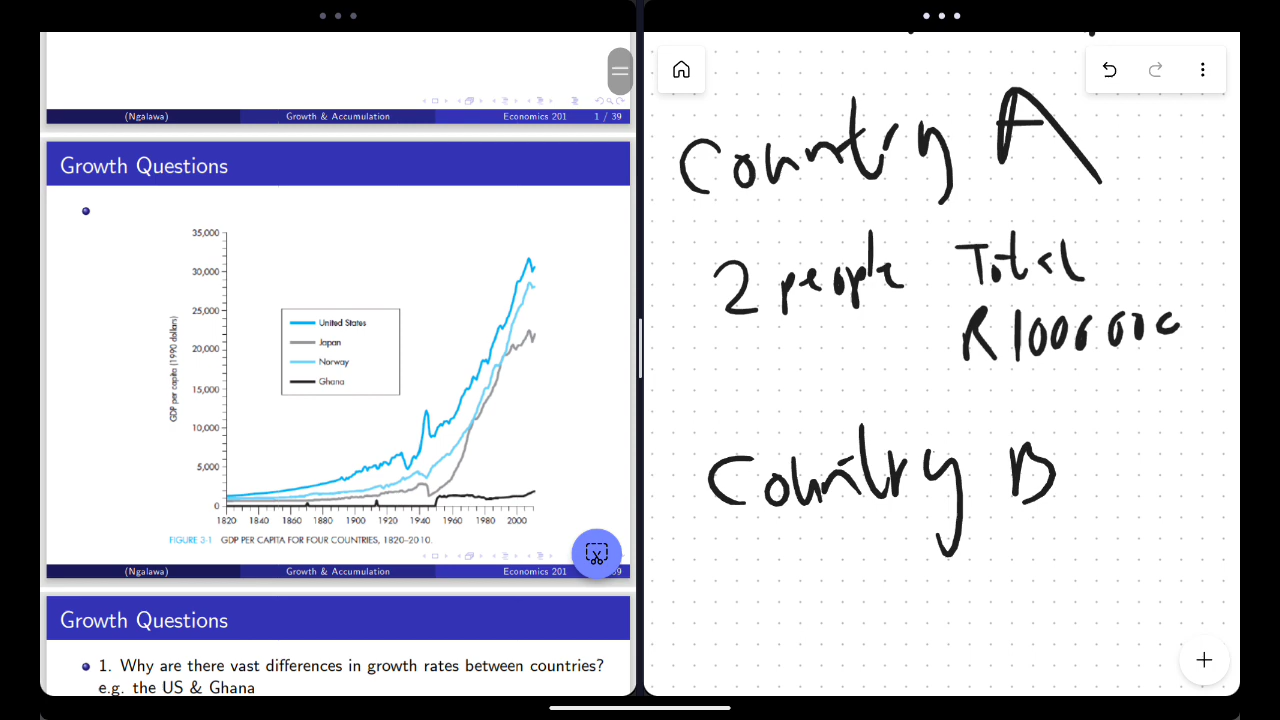 (Ngalawa) Growth & Accumulation Economics 201 1 / 39
Growth Questions
35,000
30,000
25,000
20,000
15,000
10,000
5,000
0
GDP per capita (1990 dollars)
United States
Japan
Norway
Ghana
1820 1840 1860 1880 1900 1920 1940 1960 1980 2000
FIGURE 3-1 GDP PER CAPITA FOR FOUR COUNTRIES, 1820–2010.
(Ngalawa) Growth & Accumulation Economics 201
Growth Questions
1. Why are there vast differences in growth rates between countries?
e.g. the US & Ghana
Country A
2 people Total
R1000000
Country B